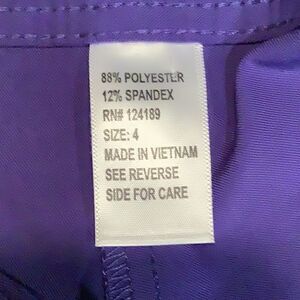 88% POLYESTER
12% SPANDEX
RN# 124189
SIZE: 4
MADE IN VIETNAM
SEE REVERSE
SIDE FOR CARE